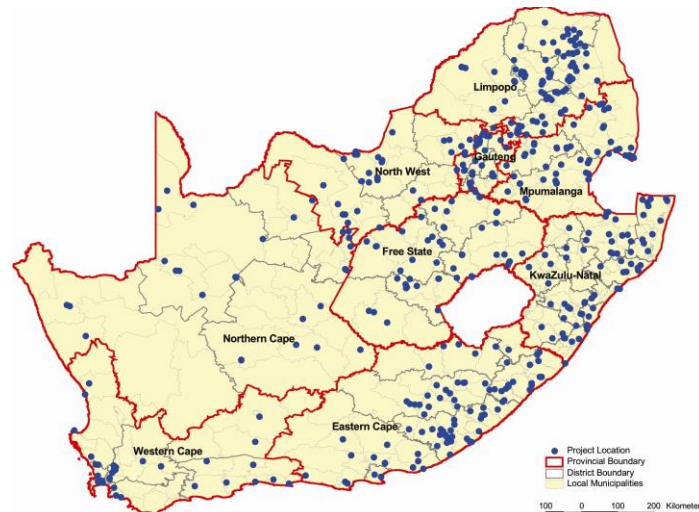 Limpopo
Gauteng
North West
Mpumalanga
Free State
KwaZulu-Natal
Northern Cape
Eastern Cape
Western Cape
Project Location
Provincial Boundary
District Boundary
Local Municipalities
100 0 100 200 Kilometer